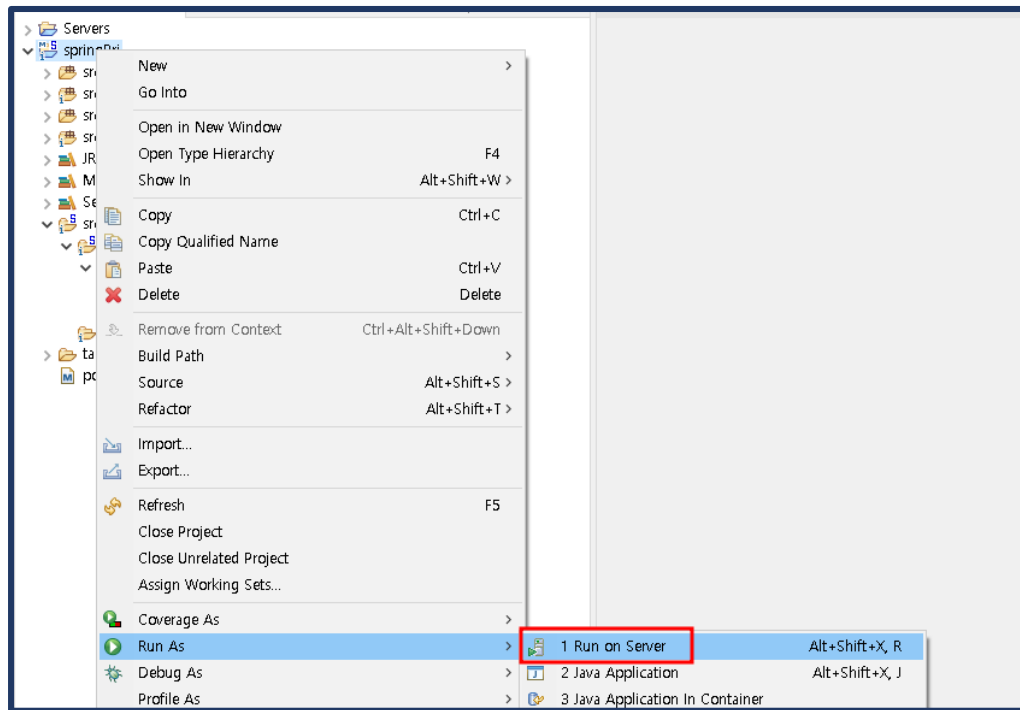 Servers
New
Go Into
Open in New Window
Open Type Hierarchy F4
Show In Alt+Shift+W >
Copy Ctrl+C
Copy Qualified Name
Paste Ctrl+V
Delete Delete
Remove from Context Ctrl+Alt+Shift+Down
Build Path
Source Alt+Shift+S >
Refactor Alt+Shift+T >
Import...
Export...
Refresh F5
Close Project
Close Unrelated Project
Assign Working Sets...
Coverage As
Run As
1 Run on Server Alt+Shift+X, R
Debug As
2 Java Application Alt+Shift+X, J
Profile As
3 Java Application In Container